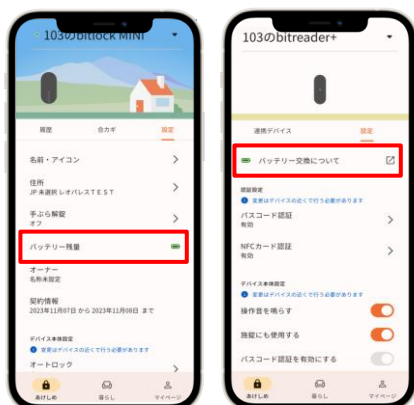 103のbitlock MINI
履歴
合カギ
設定
名前・アイコン
住所
JP 未選択 レオパレスＴＥＳＴ
手ぶら解錠
オフ
バッテリー残量
オーナー
名称未設定
契約情報
2023年11月07日 から 2023年11月08日 まで
デバイス本体設定
変更はデバイスの近くで行う必要があります
オートロック
あけしめ
暮らし
マイページ
103のbitreader+
連携デバイス
設定
バッテリー交換について
認証設定
変更はデバイスの近くで行う必要があります
パスコード認証
有効
NFCカード認証
有効
デバイス本体設定
変更はデバイスの近くで行う必要があります
操作音を鳴らす
施錠にも使用する
パスコード認証を有効にする
あけしめ
暮らし
マイページ